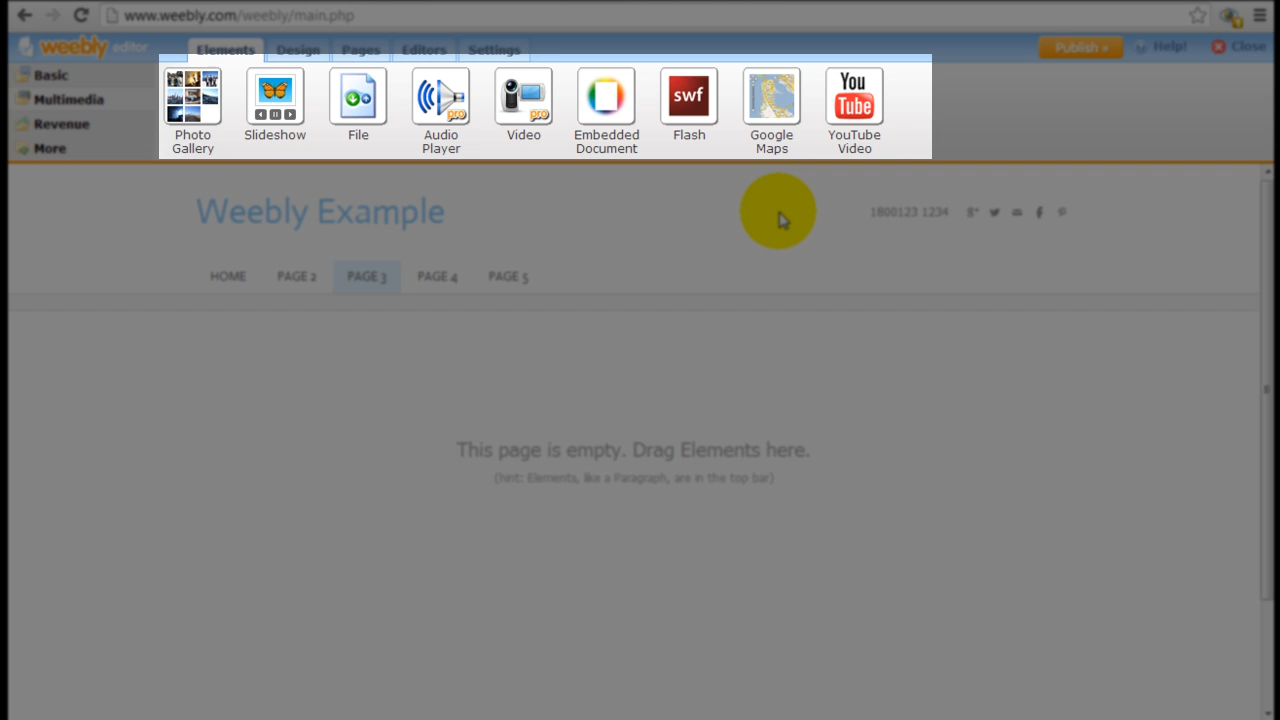 www.weebly.com/weebly/main.php
weebly editor
Elements
Design
Pages
Editors
Settings
Publish »
Help!
Close
Basic
Multimedia
Revenue
More
Photo
Gallery
Slideshow
File
pro
Audio
Player
pro
Video
Embedded
Document
swf
Flash
Google
Maps
You
Tube
YouTube
Video
Weebly Example
1800123 1234
HOME
PAGE 2
PAGE 3
PAGE 4
PAGE 5
This page is empty. Drag Elements here.
(hint: Elements, like a Paragraph, are in the top bar)